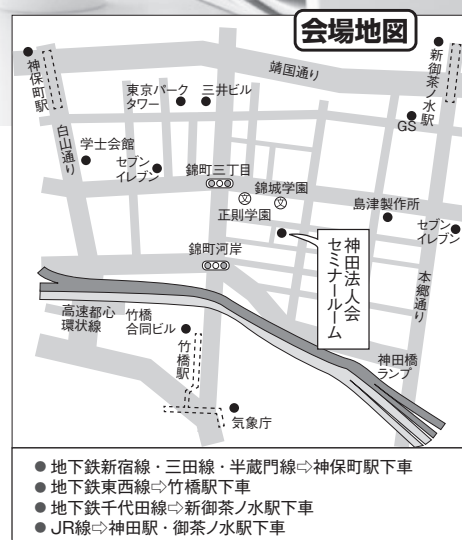 会場地図
神保町駅
新御茶ノ水駅
靖国通り
東京パーク
タワー
三井ビル
GS
白山通り
学士会館
セブン
イレブン
錦町三丁目
錦城学園
文
文
正則学園
島津製作所
セブン
イレブン
錦町河岸
神田法人会
セミナールーム
本郷通り
高速都心
環状線
竹橋
合同ビル
竹橋駅
神田橋
ランプ
気象庁
● 地下鉄新宿線・三田線・半蔵門線⇨神保町駅下車
● 地下鉄東西線⇨竹橋駅下車
● 地下鉄千代田線⇨新御茶ノ水駅下車
● JR線⇨神田駅・御茶ノ水駅下車